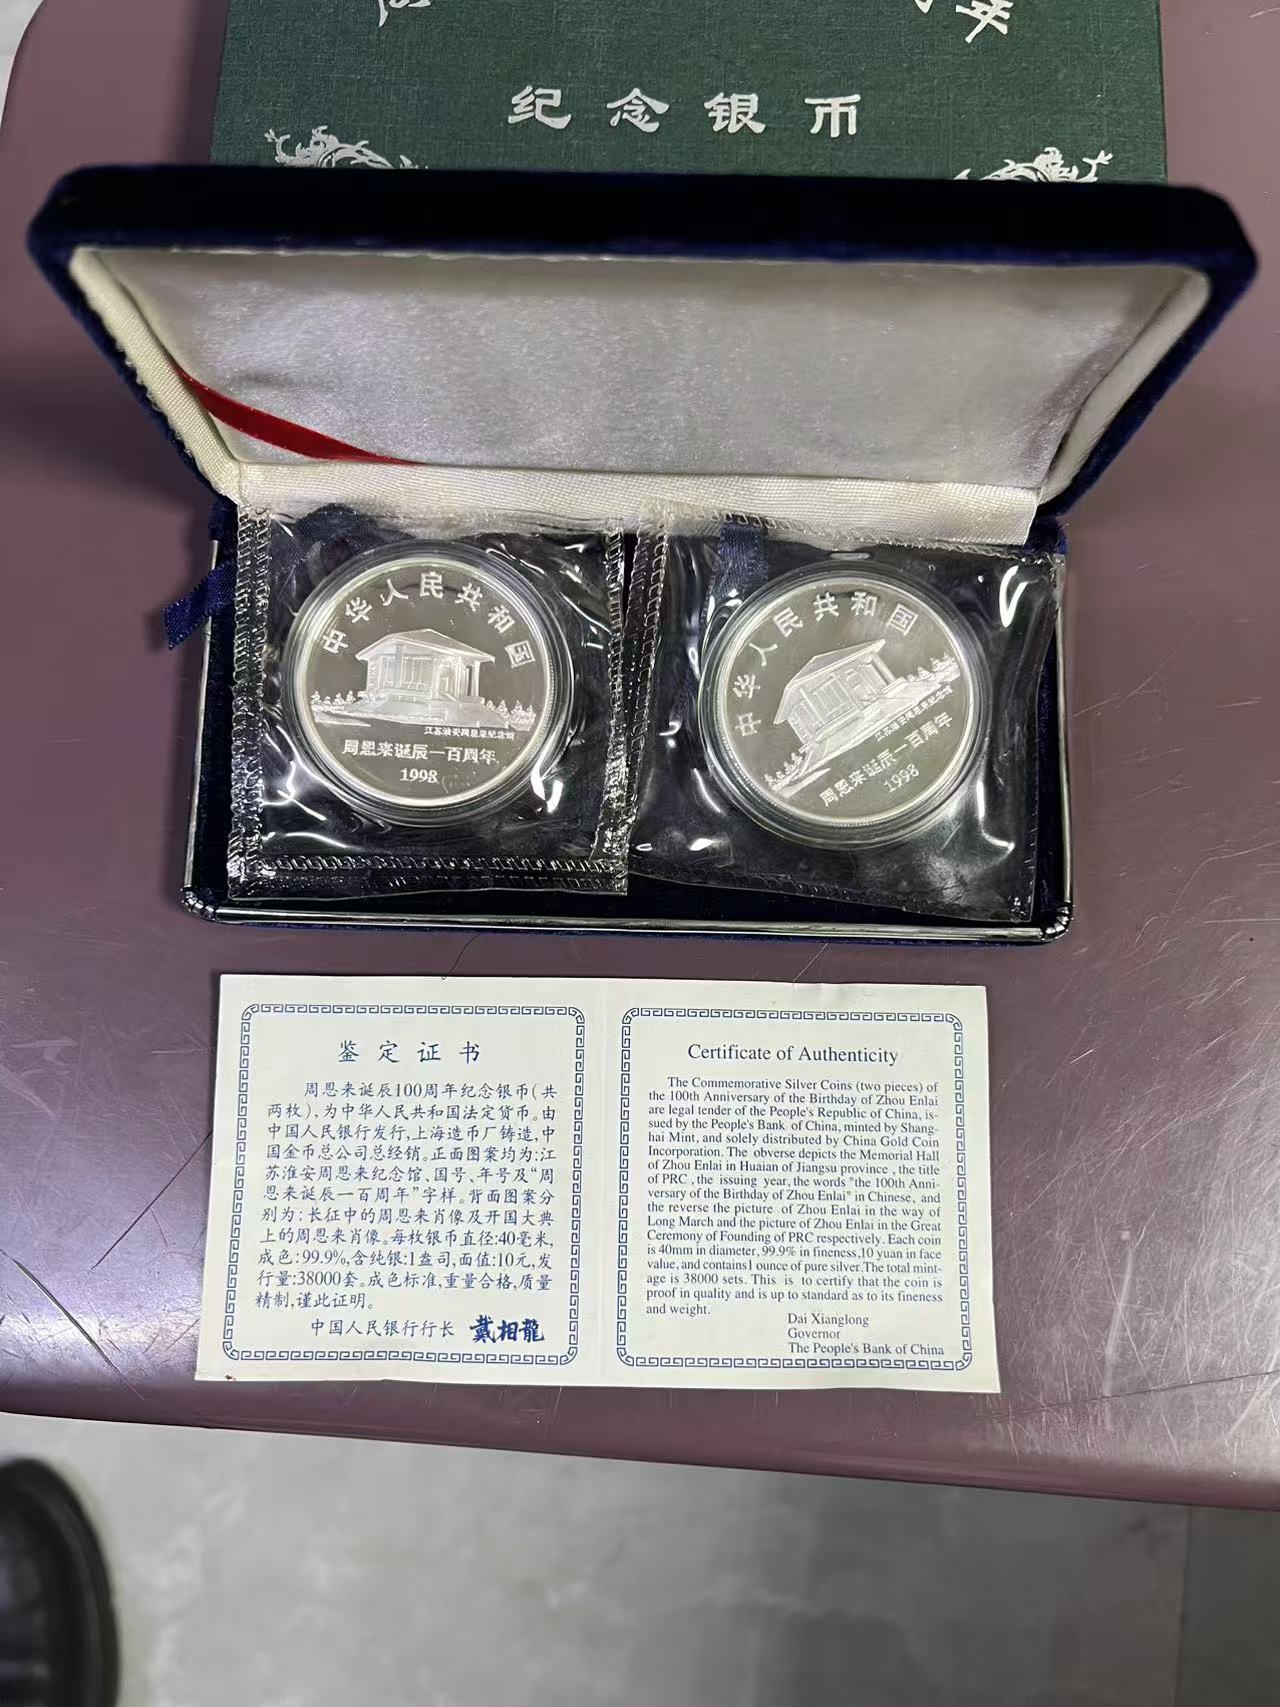 纪念银币
中华人民共和国
江苏淮安周恩来纪念馆
周恩来诞辰一百周年
1998
中华人民共和国
江苏淮安周恩来纪念馆
周恩来诞辰一百周年
1998
鉴定证书
周恩来诞辰100周年纪念银币(共
两枚)、为中华人民共和国法定货币。由
中国人民银行发行,上海造币厂铸造,中
国金币总公司总经销。正面图案均为:江
苏淮安周恩来纪念馆、国号、年号及“周
恩来诞辰一百周年”字样。背面图案分
别为:长征中的周恩来肖像及开国大典
上的周恩来肖像。每枚银币直径:40毫米,
成色:99.9%,含纯银:1盎司,面值:10元,发
行量:38000套。成色标准,重量合格,质量
精制,谨此证明。
中国人民银行行长 戴相龍
Certificate of Authenticity
The Commemorative Silver Coins (two pieces) of
the 100th Anniversary of the Birthday of Zhou Enlai
are legal tender of the People's Republic of China, is-
sued by the People's Bank of China, minted by Shang-
hai Mint, and solely distributed by China Gold Coin
Incorporation. The obverse depicts the Memorial Hall
of Zhou Enlai in Huaian of Jiangsu province , the title
of PRC , the issuing year, the words "the 100th Anni-
versary of the Birthday of Zhou Enlai" in Chinese, and
the reverse the picture of Zhou Enlai in the way of
Long March and the picture of Zhou Enlai in the Great
Ceremony of Founding of PRC respectively. Each coin
is 40mm in diameter, 99.9% in fineness,10 yuan in face
value, and contains1 ounce of pure silver.The total mint-
age is 38000 sets. This is to certify that the coin is
proof in quality and is up to standard as to its fineness
and weight.
Dai Xianglong
Governor
The People's Bank of China